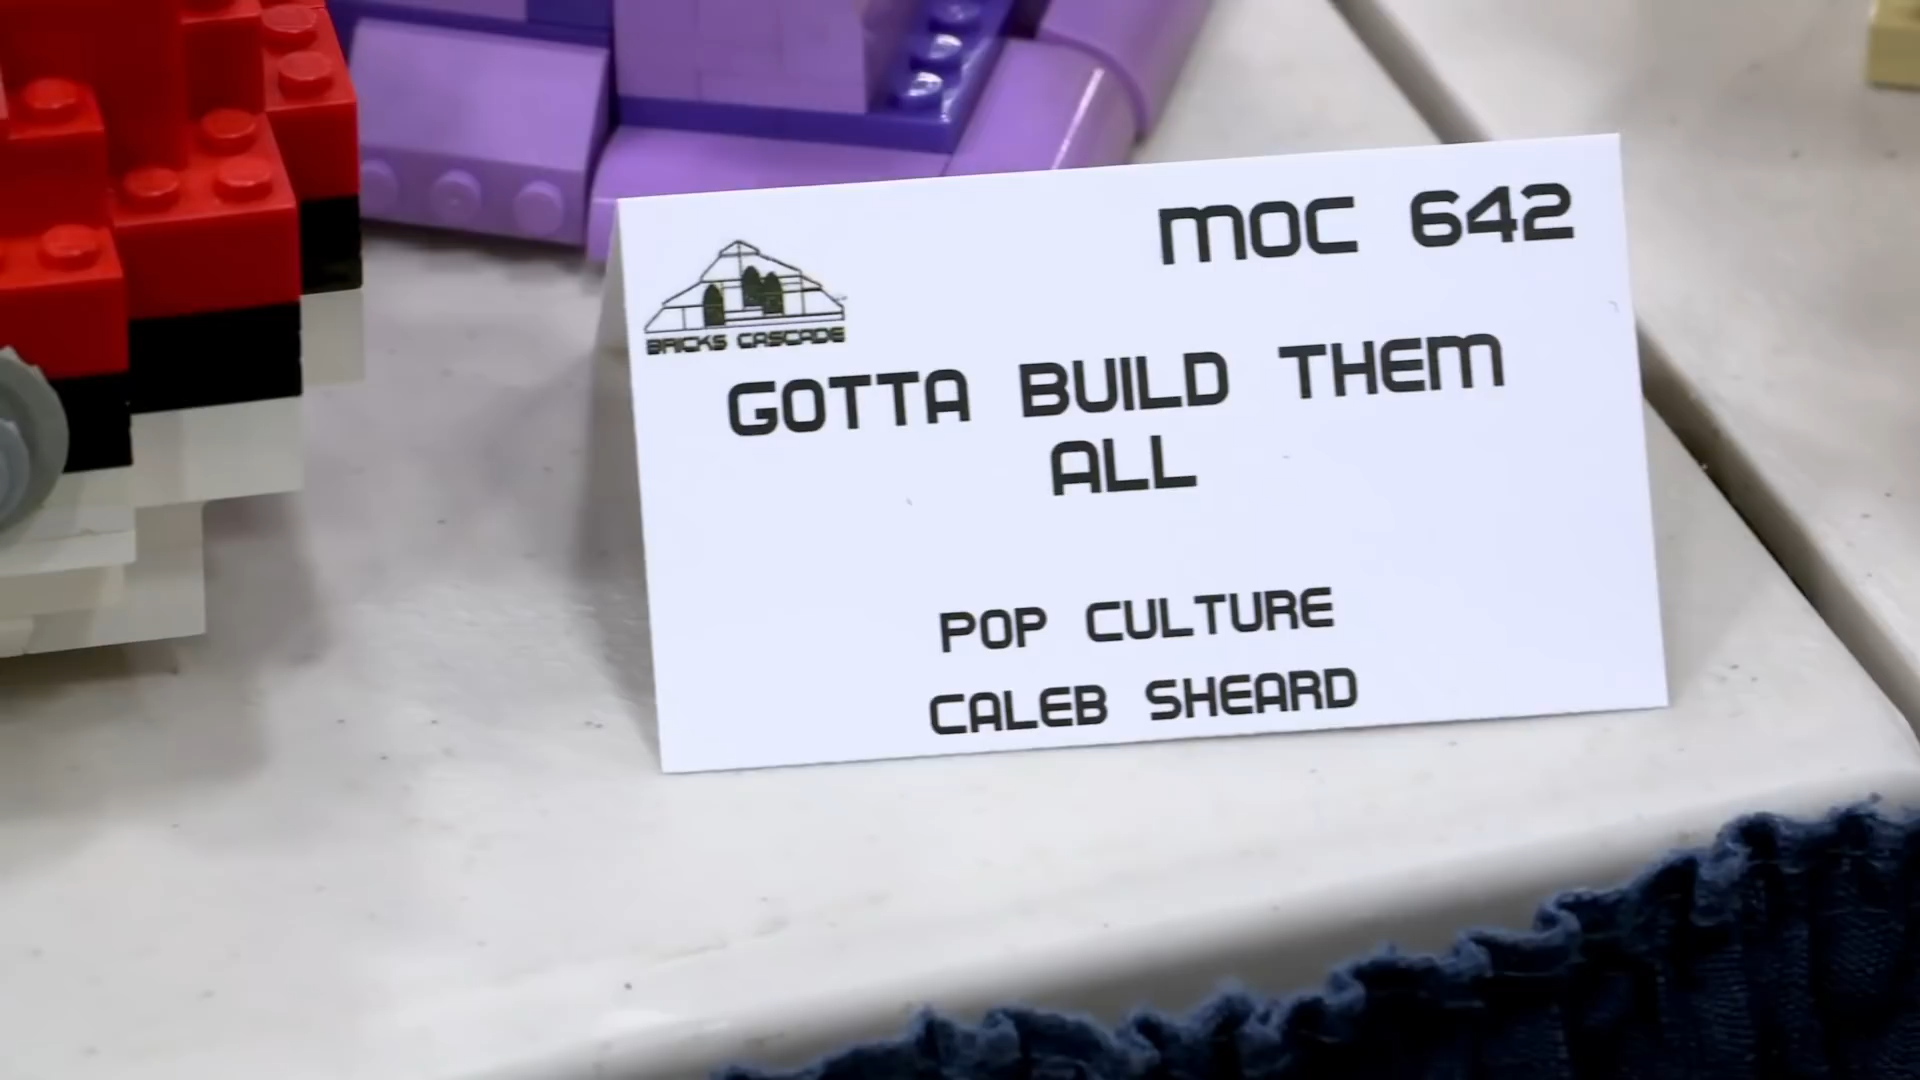 MOC 642
BRICKS CASCADE
GOTTA BUILD THEM
ALL
POP CULTURE
CALEB SHEARD